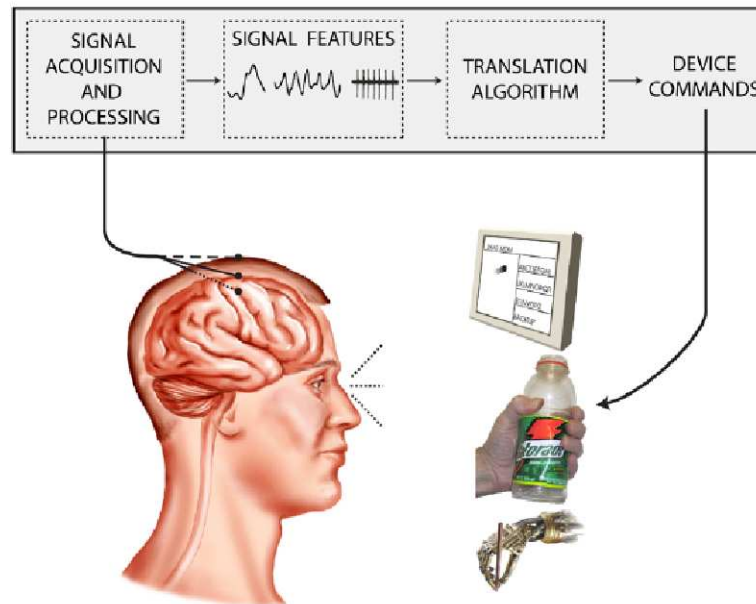 SIGNAL
ACQUISITION
AND
PROCESSING
SIGNAL FEATURES
TRANSLATION
ALGORITHM
DEVICE
COMMANDS